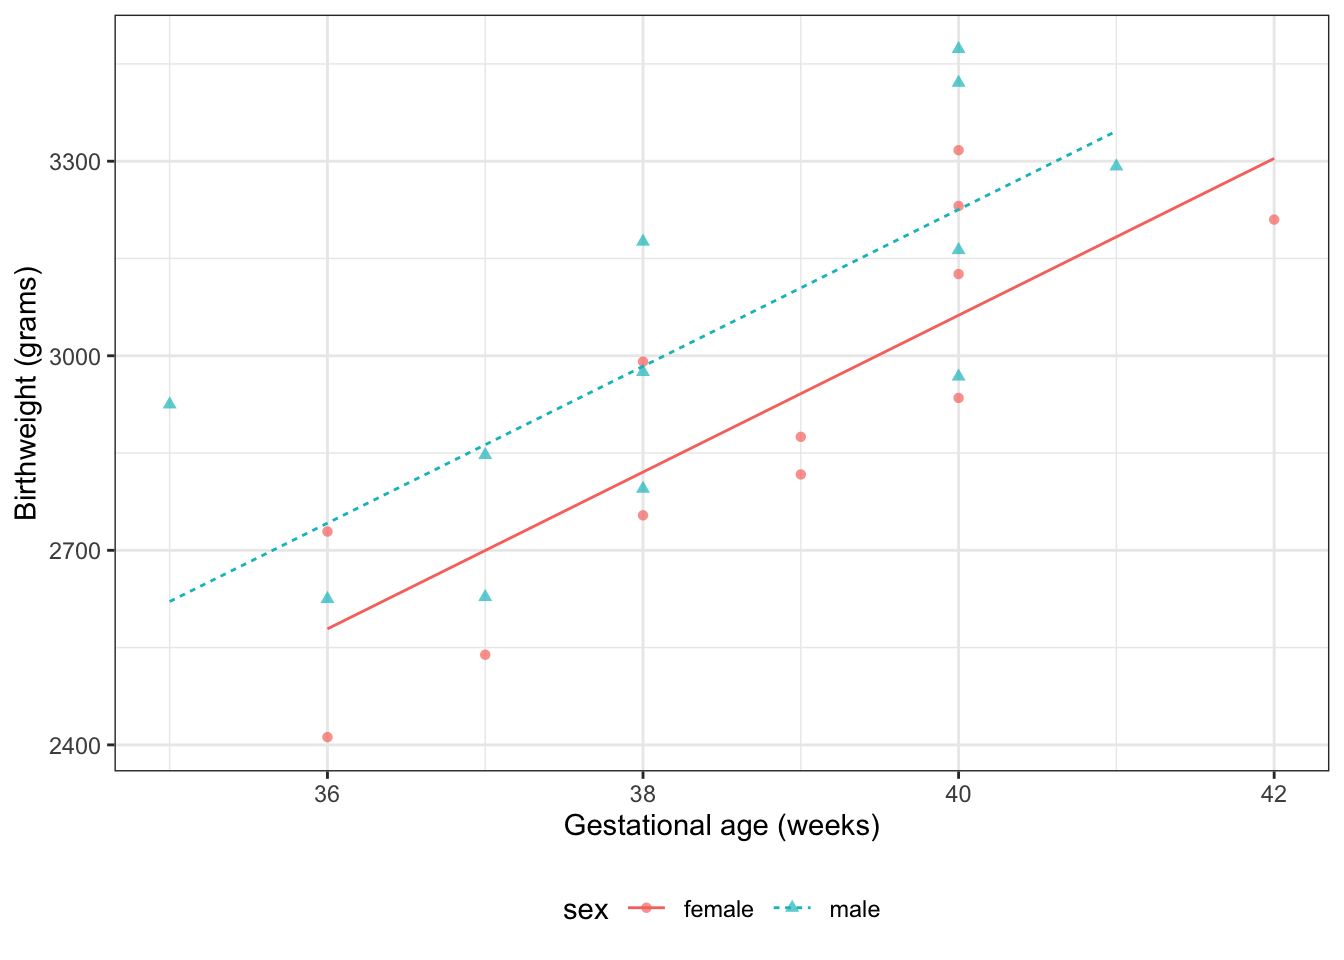 3300
3000
2700
2400
Birthweight (grams)
36 38 40 42
Gestational age (weeks)
sex female male